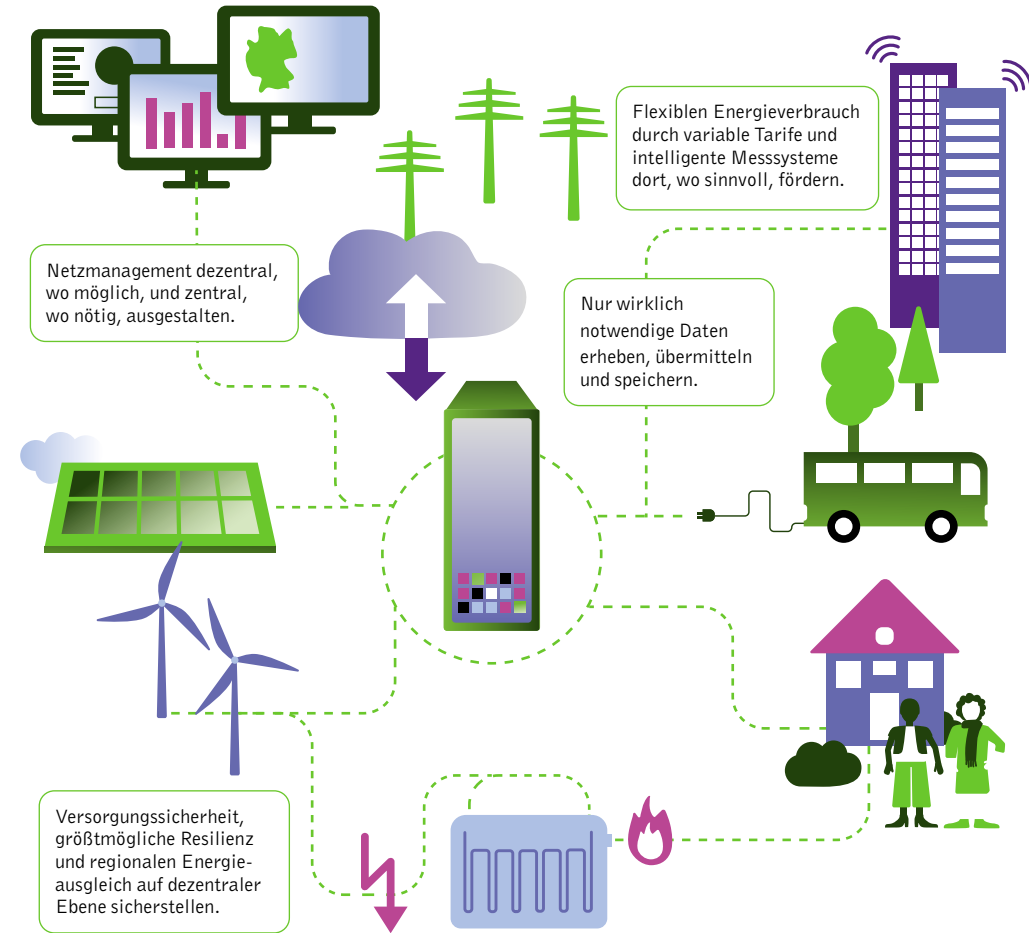 Flexiblen Energieverbrauch
durch variable Tarife und
intelligente Messsysteme
dort, wo sinnvoll, fördern.
Netzmanagement dezentral,
wo möglich, und zentral,
wo nötig, ausgestalten.
Nur wirklich
notwendige Daten
erheben, übermitteln
und speichern.
Versorgungssicherheit,
größtmögliche Resilienz
und regionalen Energie-
ausgleich auf dezentraler
Ebene sicherstellen.